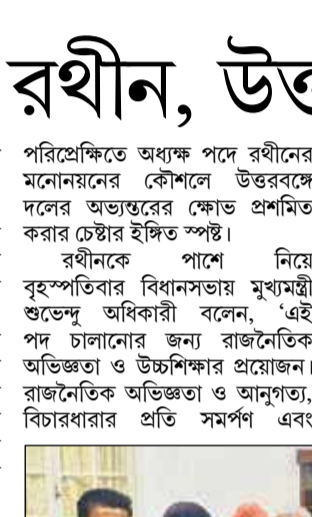 রথীন, উত্ত
পরিপ্রেক্ষিতে অধ্যক্ষ পদে রথীনের
মনোনয়নের কৌশলে উত্তরবঙ্গে
দলের অভ্যন্তরের ক্ষোভ প্রশমিত
করার চেষ্টার ইঙ্গিত স্পষ্ট।
রথীনকে পাশে নিয়ে
বৃহস্পতিবার বিধানসভায় মুখ্যমন্ত্রী
শুভেন্দু অধিকারী বলেন, ‘এই
পদ চালানোর জন্য রাজনৈতিক
অভিজ্ঞতা ও উচ্চশিক্ষার প্রয়োজন।
রাজনৈতিক অভিজ্ঞতা ও আনুগত্য,
বিচারধারার প্রতি সমর্পণ এবং